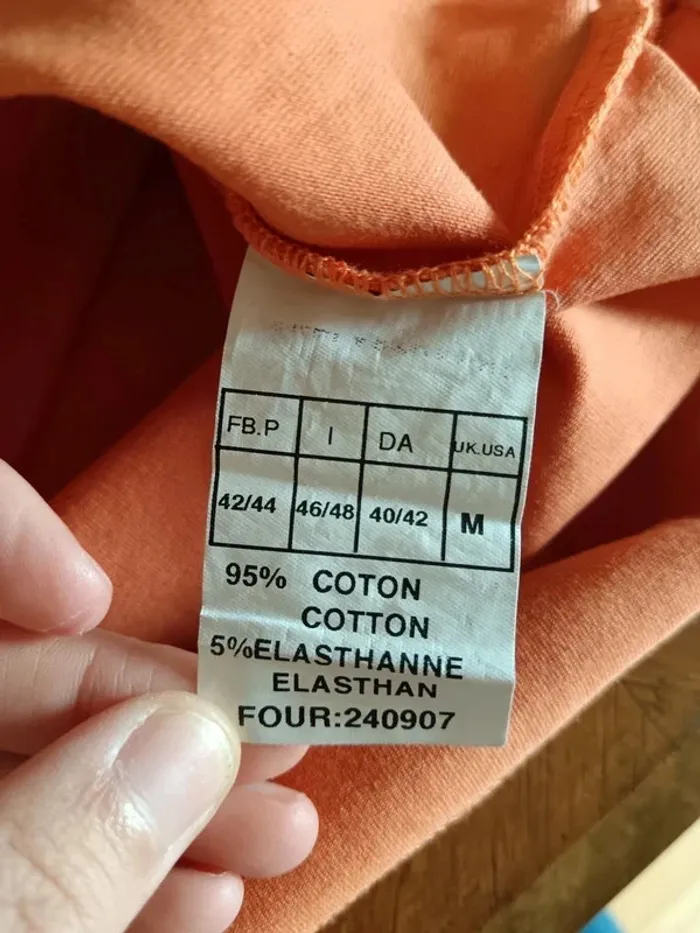 FB.P I DA UK.USA
42/44 46/48 40/42 M
95% COTON
COTTON
5%ELASTHANNE
ELASTHAN
FOUR:240907